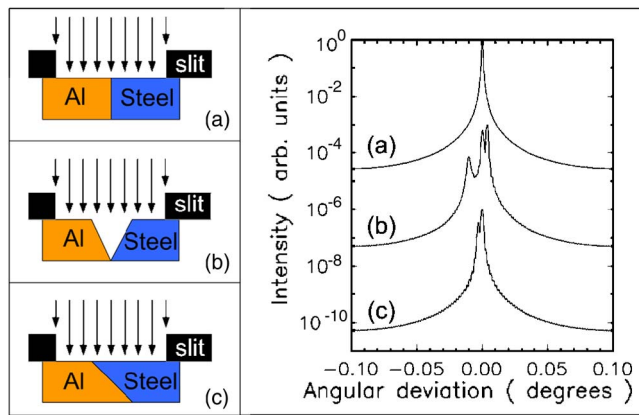 slit
Al Steel
(a)
slit
Al Steel
(b)
slit
Al Steel
(c)
Intensity ( arb. units )
10^0
10^-2
10^-4
10^-6
10^-8
10^-10
(a)
(b)
(c)
-0.10 -0.05 0.00 0.05 0.10
Angular deviation ( degrees )